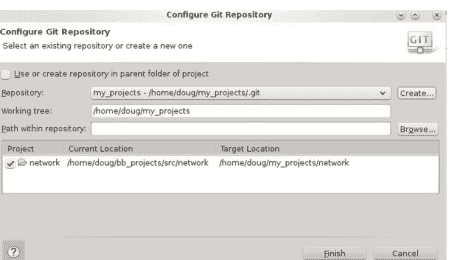 Configure Git Repository
Configure Git Repository
Select an existing repository or create a new one
GIT
Use or create repository in parent folder of project
Repository: my_projects - /home/doug/my_projects/.git Create...
Working tree: /home/doug/my_projects
Path within repository: Browse...
Project Current Location Target Location
network /home/doug/bb_projects/src/network /home/doug/my_projects/network
? Finish Cancel